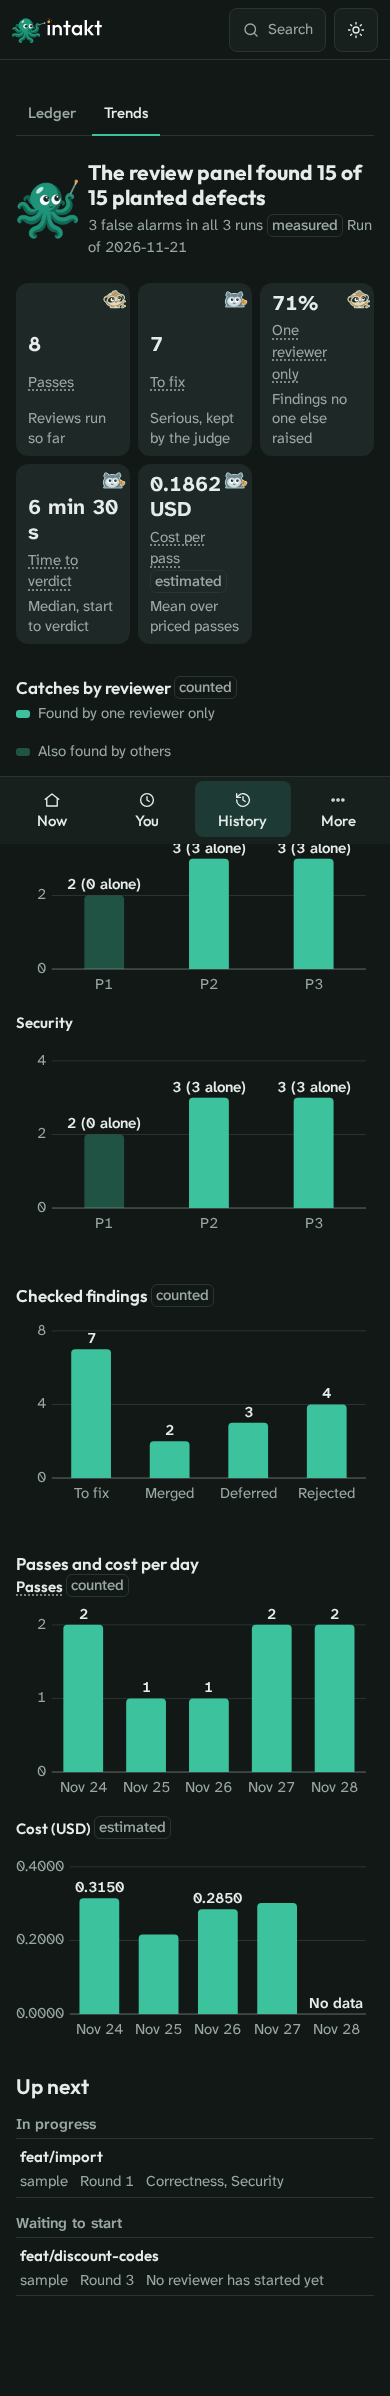 intakt
Search
Ledger
Trends
The review panel found 15 of
15 planted defects
3 false alarms in all 3 runs measured Run
of 2026-11-21
8
Passes
Reviews run
so far
7
To fix
Serious, kept
by the judge
71%
One
reviewer
only
Findings no
one else
raised
6 min 30
s
Time to
verdict
Median, start
to verdict
0.1862
USD
Cost per
pass
estimated
Mean over
priced passes
Catches by reviewer counted
Found by one reviewer only
Also found by others
Now
You
History
More
2 (0 alone)
3 (3 alone)
3 (3 alone)
2
0
P1
P2
P3
Security
4
2
0
2 (0 alone)
3 (3 alone)
3 (3 alone)
P1
P2
P3
Checked findings counted
8
4
0
7
2
3
4
To fix
Merged
Deferred
Rejected
Passes and cost per day
Passes counted
2
1
0
2
1
1
2
2
Nov 24
Nov 25
Nov 26
Nov 27
Nov 28
Cost (USD) estimated
0.4000
0.2000
0.0000
0.3150
0.2850
No data
Nov 24
Nov 25
Nov 26
Nov 27
Nov 28
Up next
In progress
feat/import
sample Round 1 Correctness, Security
Waiting to start
feat/discount-codes
sample Round 3 No reviewer has started yet